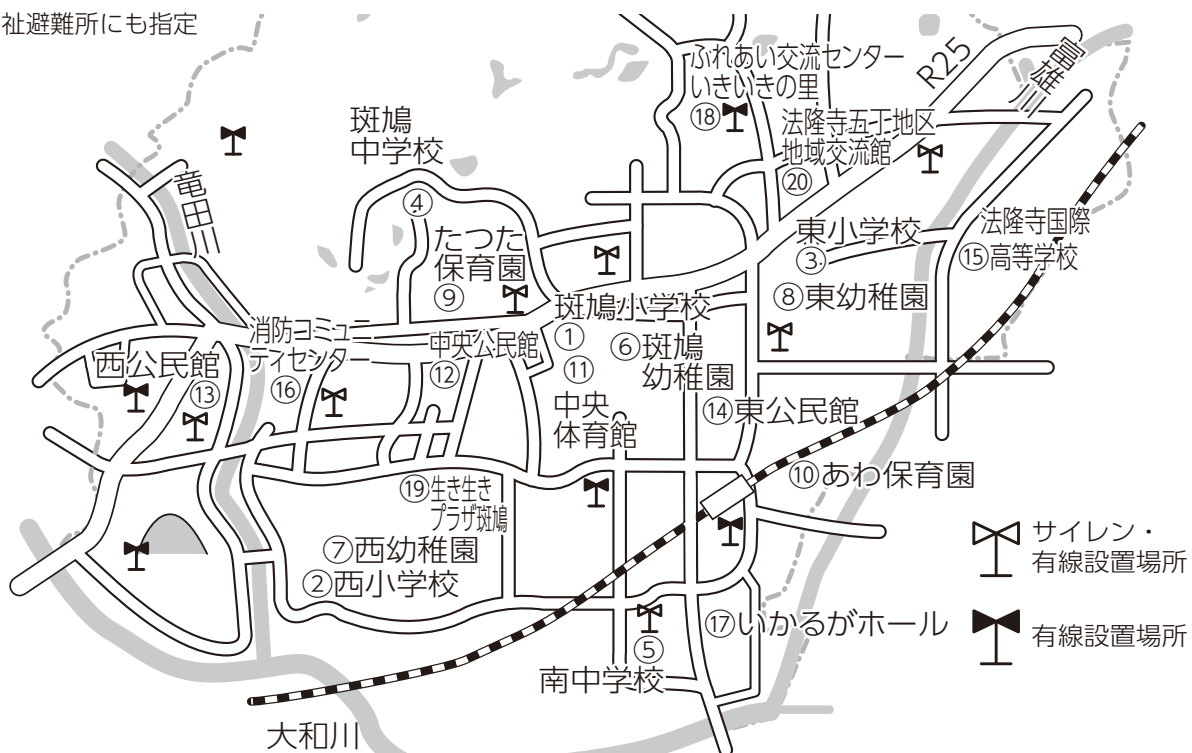 祉避難所にも指定
ふれあい交流センター
いきいきの里
⑱
R25
富雄川
法隆寺五丁地区
地域交流館
⑳
斑鳩
中学校
④
竜田川
たつた
保育園
⑨
東小学校
③
法隆寺国際
⑮高等学校
⑧東幼稚園
斑鳩小学校
①
⑥斑鳩
幼稚園
⑪
中央
体育館
消防コミュニ
ティセンター
⑯
中央公民館
⑫
西公民館
⑬
⑭東公民館
⑩あわ保育園
⑲生き生き
プラザ斑鳩
⑦西幼稚園
②西小学校
⑰いかるがホール
⑤
南中学校
大和川
サイレン・
有線設置場所
有線設置場所